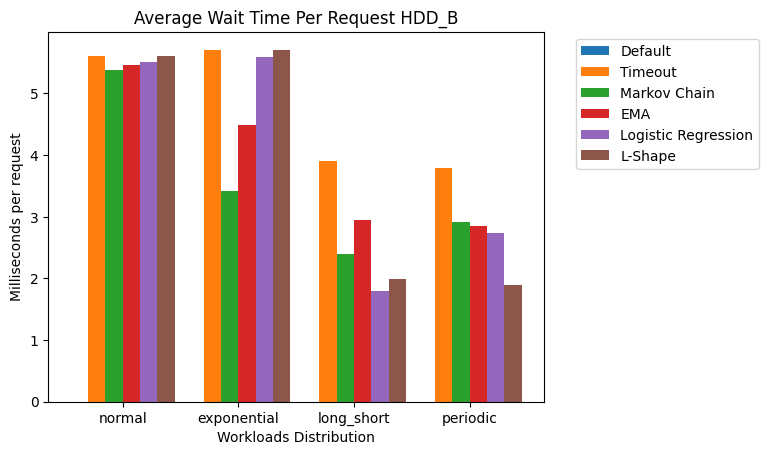 Average Wait Time Per Request HDD_B
Default
Timeout
Markov Chain
EMA
Logistic Regression
L-Shape
Milliseconds per request
5
4
3
2
1
0
normal
exponential
long_short
periodic
Workloads Distribution